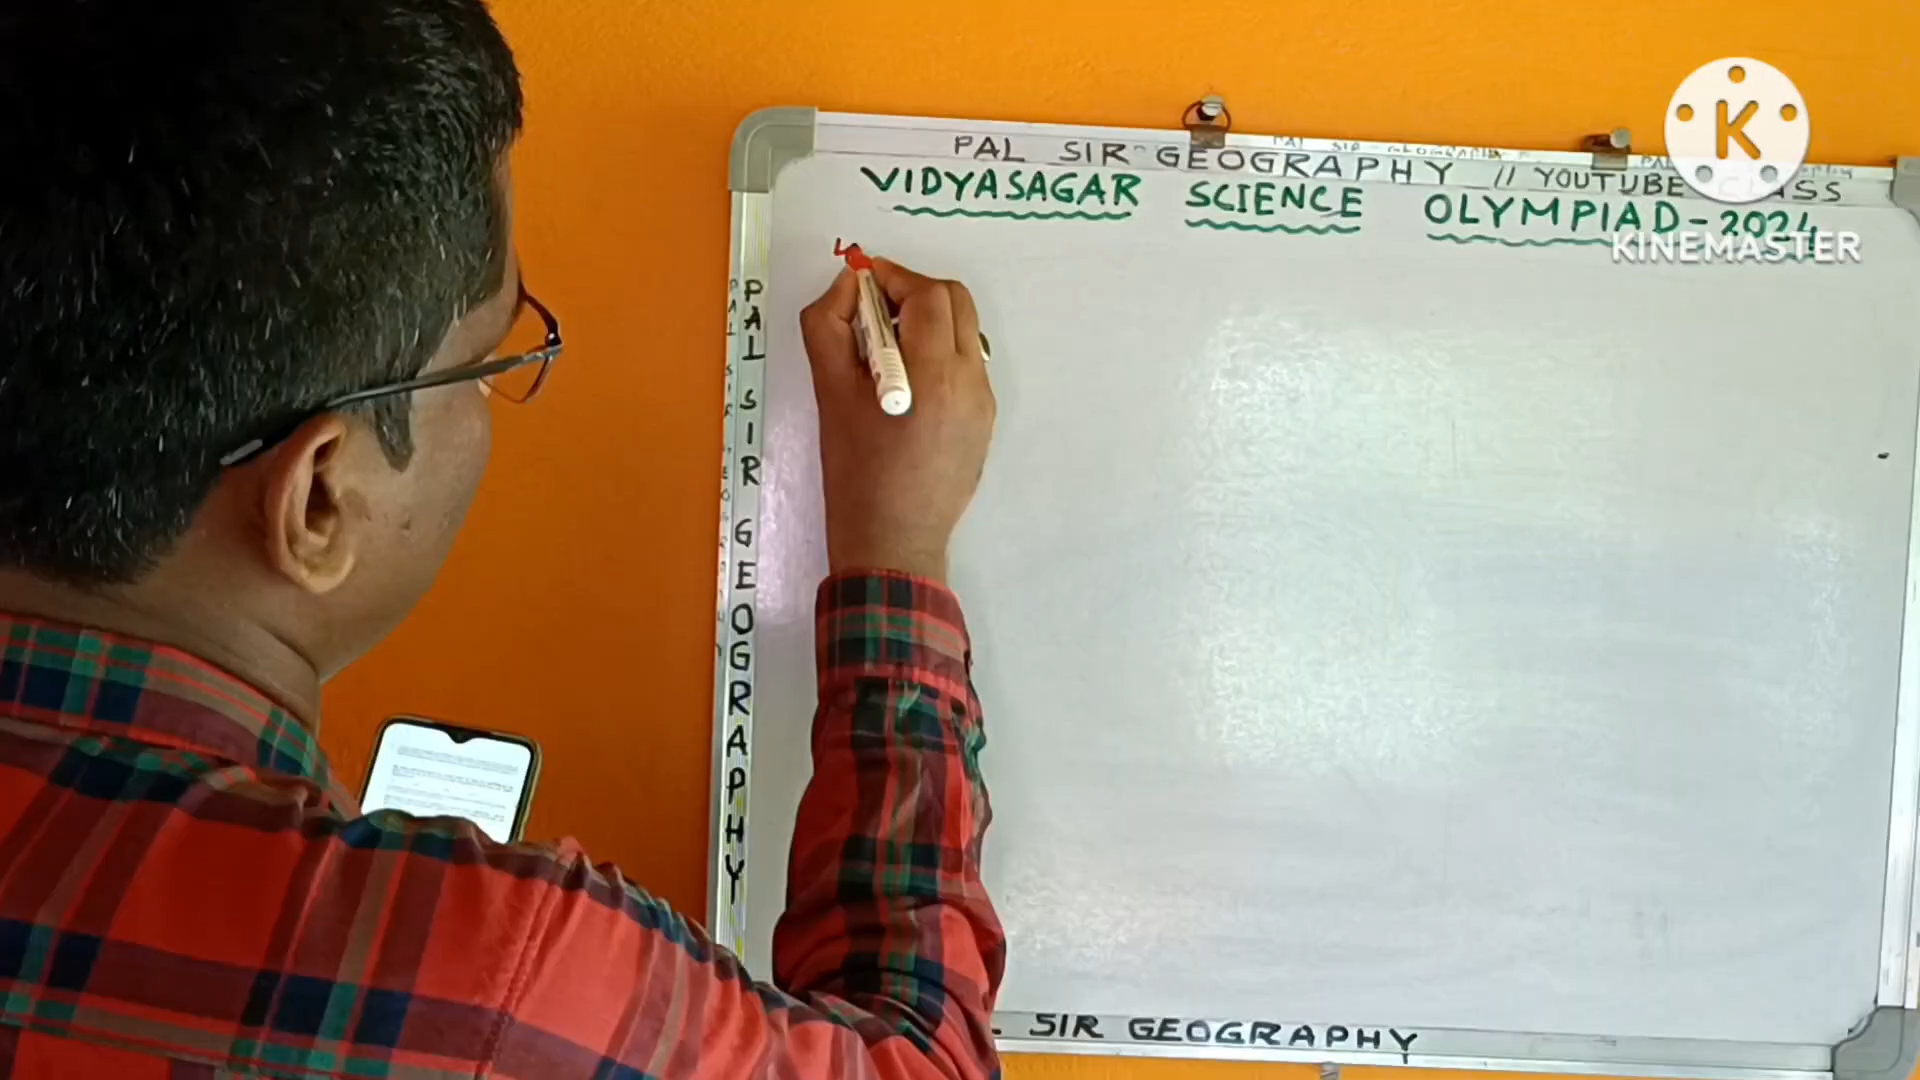 PAL SIR GEOGRAPHY // YOUTUBE CLASS
VIDYASAGAR SCIENCE OLYMPIAD-2024
K
KINEMASTER
PAL SIR GEOGRAPHY
SIR GEOGRAPHY